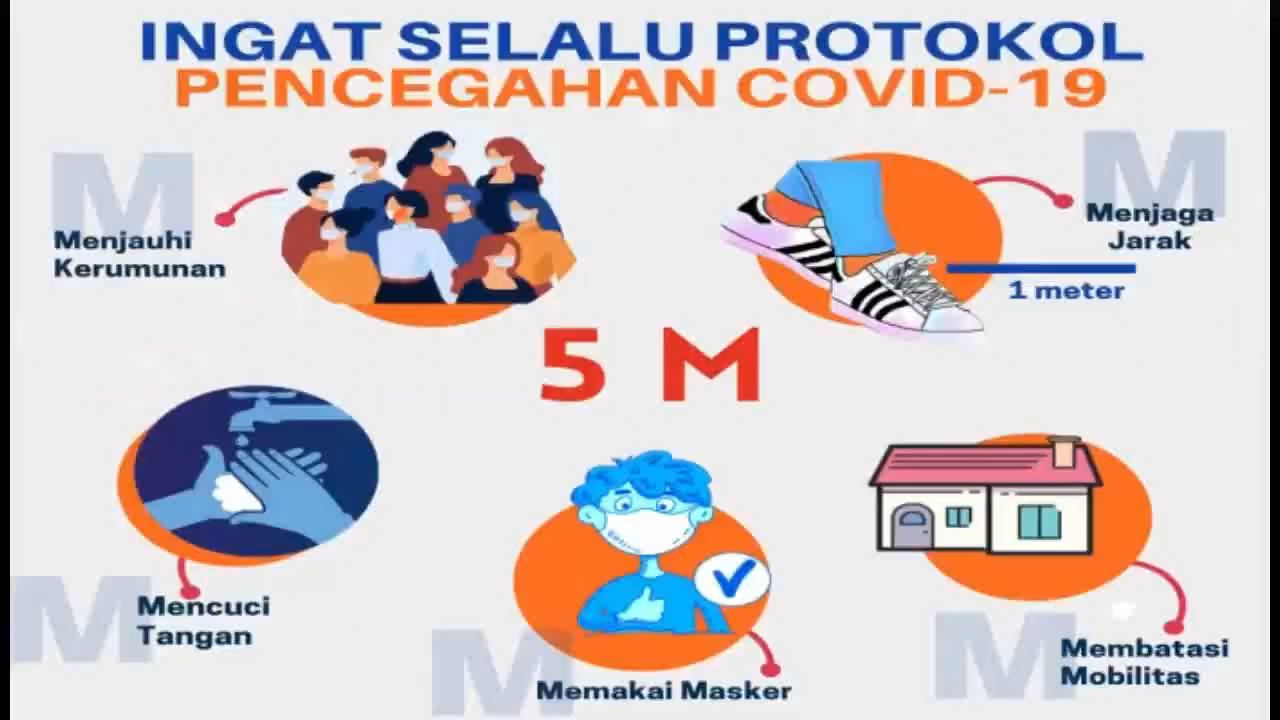 INGAT SELALU PROTOKOL
PENCEGAHAN COVID-19
M
Menjauhi
Kerumunan
M
Menjaga
Jarak
1 meter
5 M
M
Mencuci
Tangan
M
Memakai Masker
M
Membatasi
Mobilitas